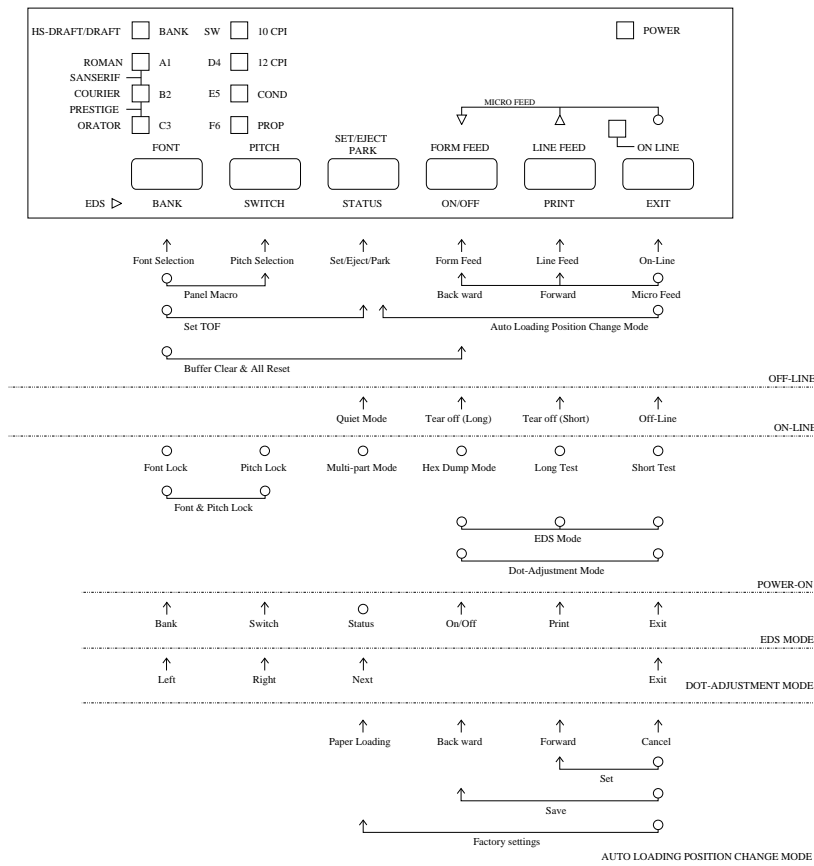 HS-DRAFT/DRAFT BANK SW 10 CPI POWER
ROMAN A1 D4 12 CPI
SANSERIF
COURIER B2 E5 COND
PRESTIGE MICRO FEED
ORATOR C3 F6 PROP
FONT PITCH SET/EJECT PARK FORM FEED LINE FEED ON LINE
EDS BANK SWITCH STATUS ON/OFF PRINT EXIT
Font Selection Pitch Selection Set/Eject/Park Form Feed Line Feed On-Line
Panel Macro Back ward Forward Micro Feed
Set TOF Auto Loading Position Change Mode
Buffer Clear & All Reset
OFF-LINE
Quiet Mode Tear off (Long) Tear off (Short) Off-Line
ON-LINE
Font Lock Pitch Lock Multi-part Mode Hex Dump Mode Long Test Short Test
Font & Pitch Lock
EDS Mode
Dot-Adjustment Mode
POWER-ON
Bank Switch Status On/Off Print Exit
EDS MODE
Left Right Next Exit
DOT-ADJUSTMENT MODE
Paper Loading Back ward Forward Cancel
Set
Save
Factory settings
AUTO LOADING POSITION CHANGE MODE